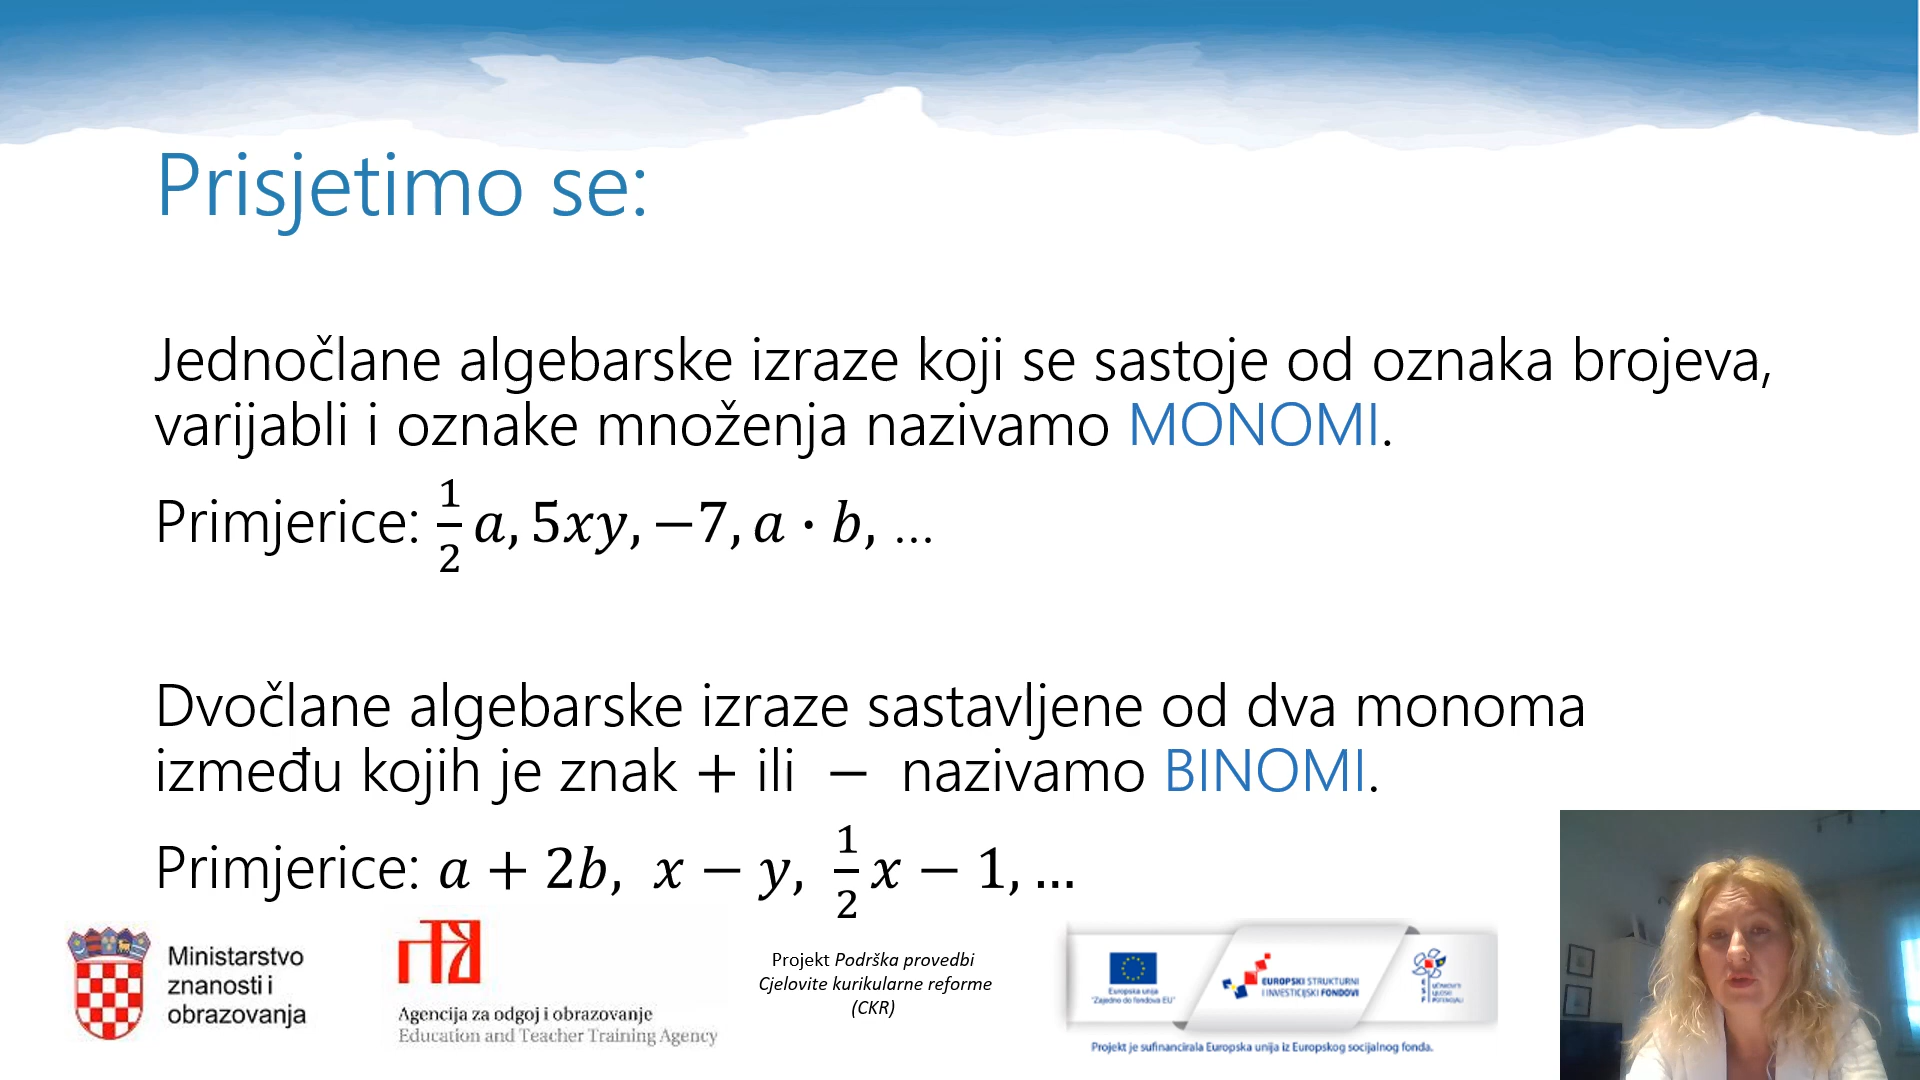 Prisjetimo se:
Jednočlane algebarske izraze koji se sastoje od oznaka brojeva,
varijabli i oznake množenja nazivamo MONOMI.
Primjerice: 1/2 a, 5xy, −7, a · b, ...
Dvočlane algebarske izraze sastavljene od dva monoma
između kojih je znak + ili − nazivamo BINOMI.
Primjerice: a + 2b, x − y, 1/2 x − 1, ...
Ministarstvo
znanosti i
obrazovanja
Agencija za odgoj i obrazovanje
Education and Teacher Training Agency
Projekt Podrška provedbi
Cjelovite kurikularne reforme
(CKR)
Europska unija
"Zajedno do fondova EU"
EUROPSKI STRUKTURNI
I INVESTICIJSKI FONDOVI
Projekt je sufinancirala Europska unija iz Europskog socijalnog fonda.